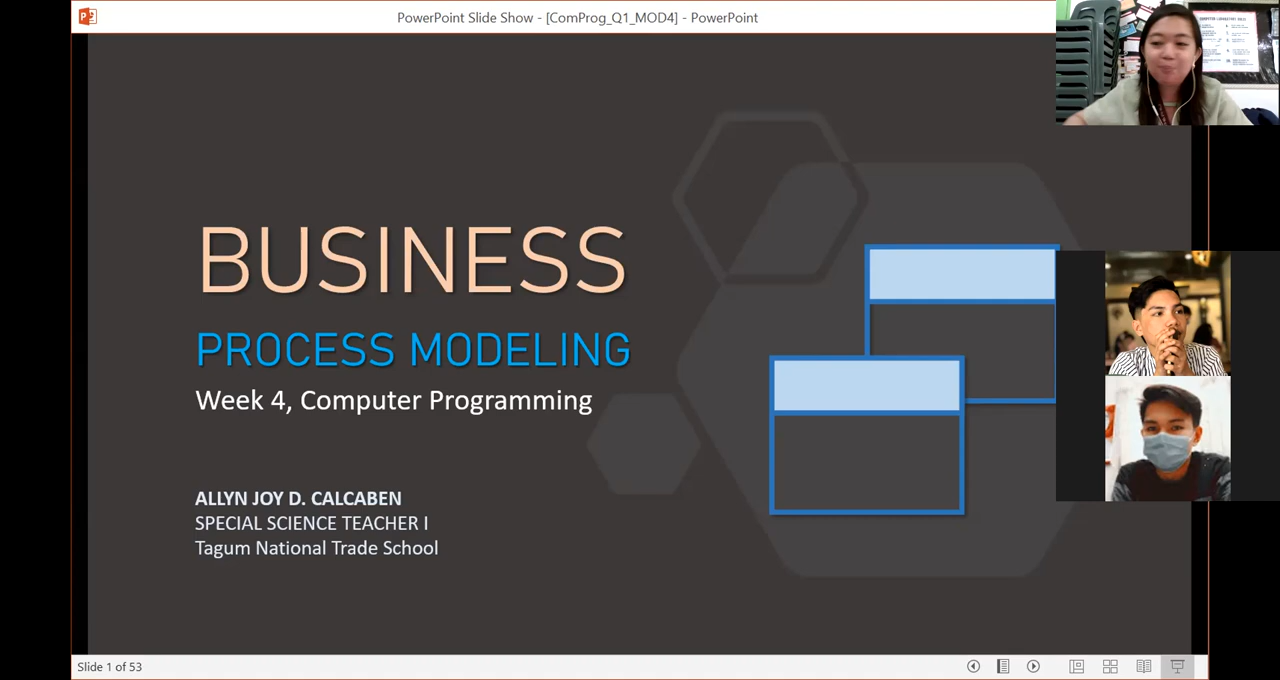 PowerPoint Slide Show - [ComProg_Q1_MOD4] - PowerPoint
BUSINESS
PROCESS MODELING
Week 4, Computer Programming
ALLYN JOY D. CALCABEN
SPECIAL SCIENCE TEACHER I
Tagum National Trade School
Slide 1 of 53